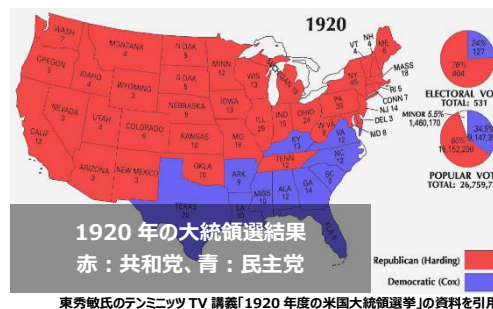 1920
WASH 7
MONTANA 4
N DAK 5
MINN 12
OREGON 5
IDAHO 4
WYOMING 3
S DAK 5
WIS 13
MICHIGAN 15
NEVADA 3
UTAH 4
COLORADO 6
NEBRASKA 8
IOWA 13
ILL 29
IND 15
OHIO 24
PA 38
NY 45
VT 4
NH 4
ME 6
MASS 18
RI 5
CONN 7
NJ 14
DEL 3
MD 8
CALIF 13
ARIZONA 3
NEW MEXICO 3
KANSAS 10
MO 18
KY 13
W VA
VA 12
NC 12
TENN 12
OKLA 10
ARK 9
SC 9
TEXAS 20
LA 10
MISS 10
ALA 12
GA 14
FLA 6
24% 127
76% 404
ELECTORAL VO
TOTAL: 531
MINOR 5.5%
1,460,170
34.5%
60%
16,152,200
POPULAR VOT
TOTAL: 26,759,7
1920 年の大統領選結果
赤：共和党、青：民主党
Republican (Harding)
Democratic (Cox)
東秀敏氏のテンミニッツ TV 講義「1920 年度の米国大統領選挙」の資料を引用